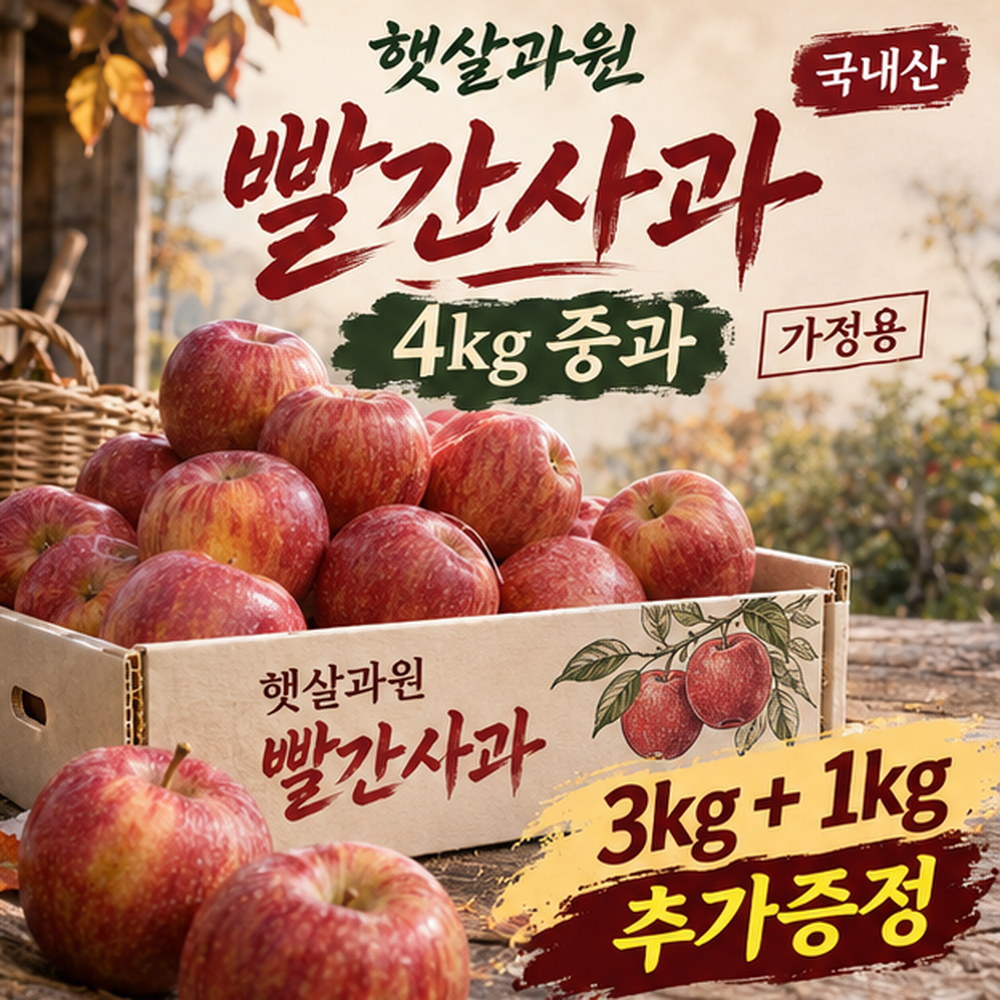 햇살과원
국내산
빨간사과
4kg 중과
가정용
햇살과원
빨간사과
3kg + 1kg
추가증정